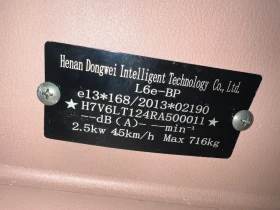 Henan Dongwei Intelligent Technology Co., Ltd.
L6e-BP
e13*168/2013*02190
★H7V6LT124RA500011★
--dB(A)- --min⁻¹
2.5kw 45km/h Max 716kg